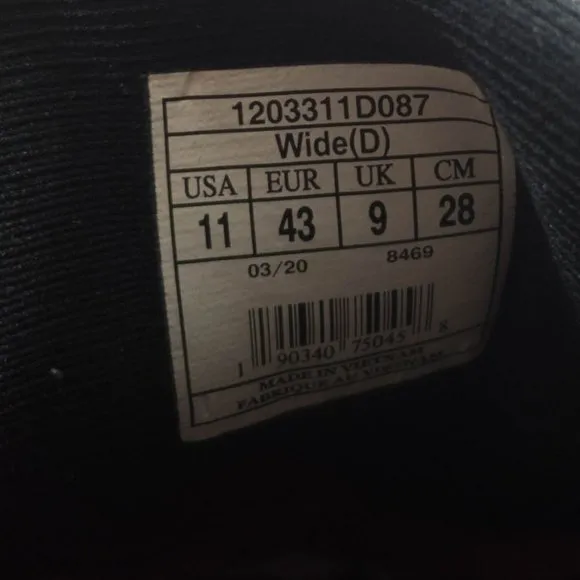 1203311D087
Wide(D)
USA EUR UK CM
11 43 9 28
03/20 8469
1 90340 75045 8
MADE IN VIETNAM
FABRIQUE AU VIETNAM